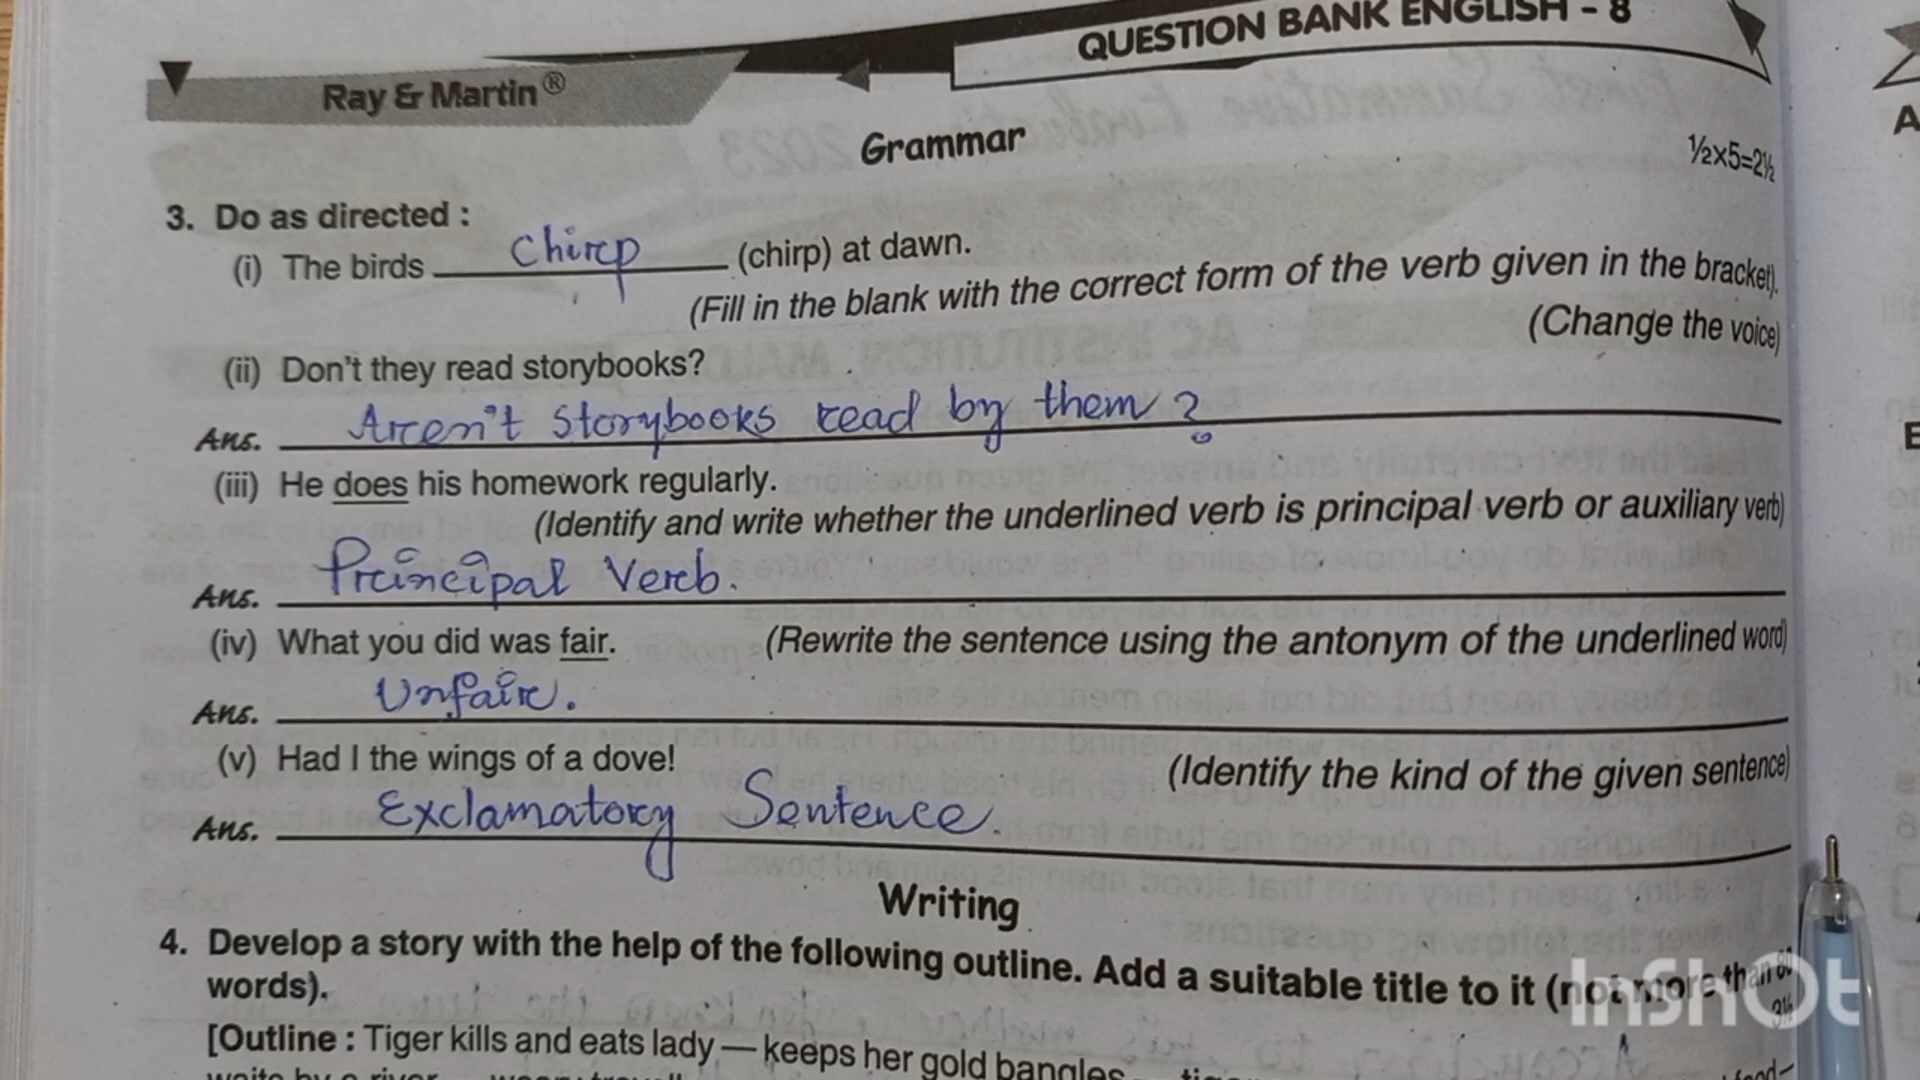 QUESTION BANK ENGLISH - 8
Ray & Martin®
Grammar
½x5=2½
3. Do as directed :
(i) The birds chirp (chirp) at dawn.
(Fill in the blank with the correct form of the verb given in the bracket).
(Change the voice)
(ii) Don't they read storybooks?
Ans. Aren't storybooks read by them ?
(iii) He does his homework regularly.
(Identify and write whether the underlined verb is principal verb or auxiliary verb)
Ans. Principal Verb.
(iv) What you did was fair. (Rewrite the sentence using the antonym of the underlined word)
Ans. Unfair.
(v) Had I the wings of a dove!
(Identify the kind of the given sentence)
Ans. Exclamatory Sentence.
Writing
4. Develop a story with the help of the following outline. Add a suitable title to it (not more than
words).
[Outline : Tiger kills and eats lady — keeps her gold bangles
InShOt